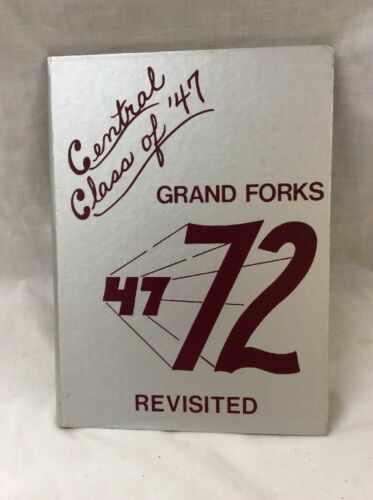 Central
Class of '47
GRAND FORKS
47 72
REVISITED